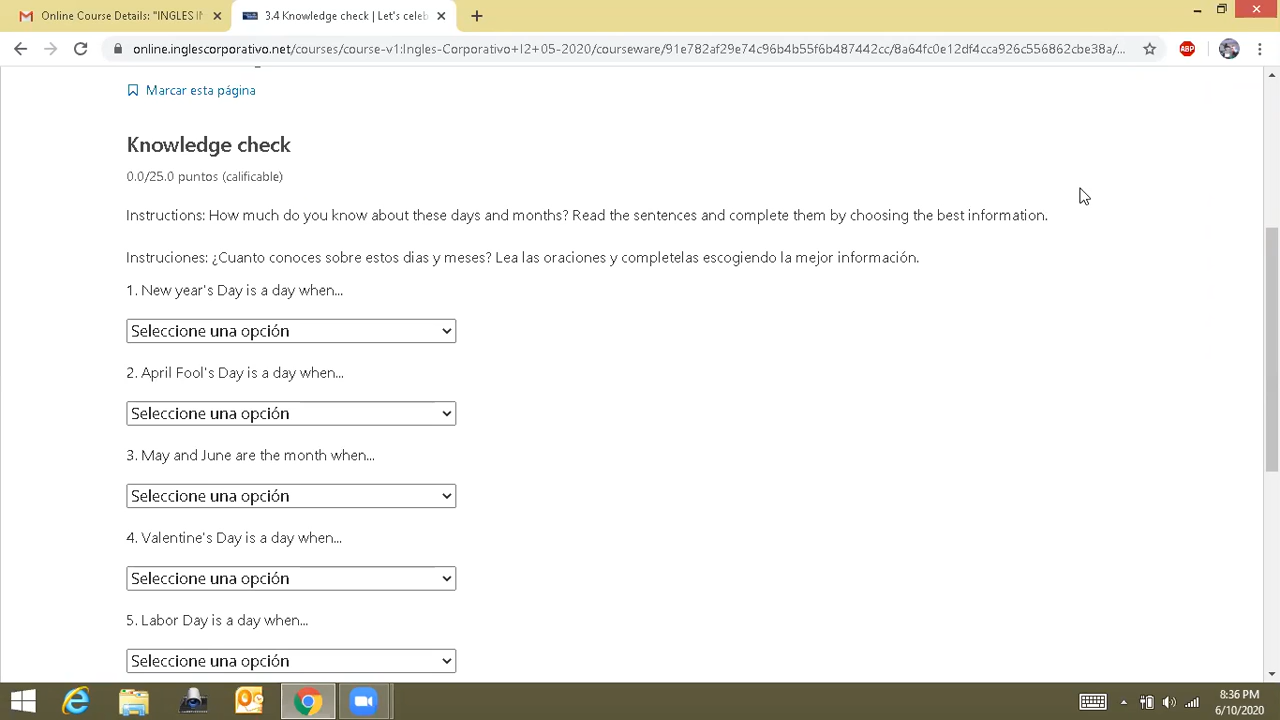 Online Course Details: "INGLES IN
3.4 Knowledge check | Let's celeb
online.inglescorporativo.net/courses/course-v1:Ingles-Corporativo+I2+05-2020/courseware/91e782af29e74c96b4b55f6b487442cc/8a64fc0e12df4cca926c556862cbe38a/...
ABP
Marcar esta página
Knowledge check
0.0/25.0 puntos (calificable)
Instructions: How much do you know about these days and months? Read the sentences and complete them by choosing the best information.
Instruciones: ¿Cuanto conoces sobre estos dias y meses? Lea las oraciones y completelas escogiendo la mejor información.
1. New year's Day is a day when...
Seleccione una opción
2. April Fool's Day is a day when...
Seleccione una opción
3. May and June are the month when...
Seleccione una opción
4. Valentine's Day is a day when...
Seleccione una opción
5. Labor Day is a day when...
Seleccione una opción
8:36 PM
6/10/2020